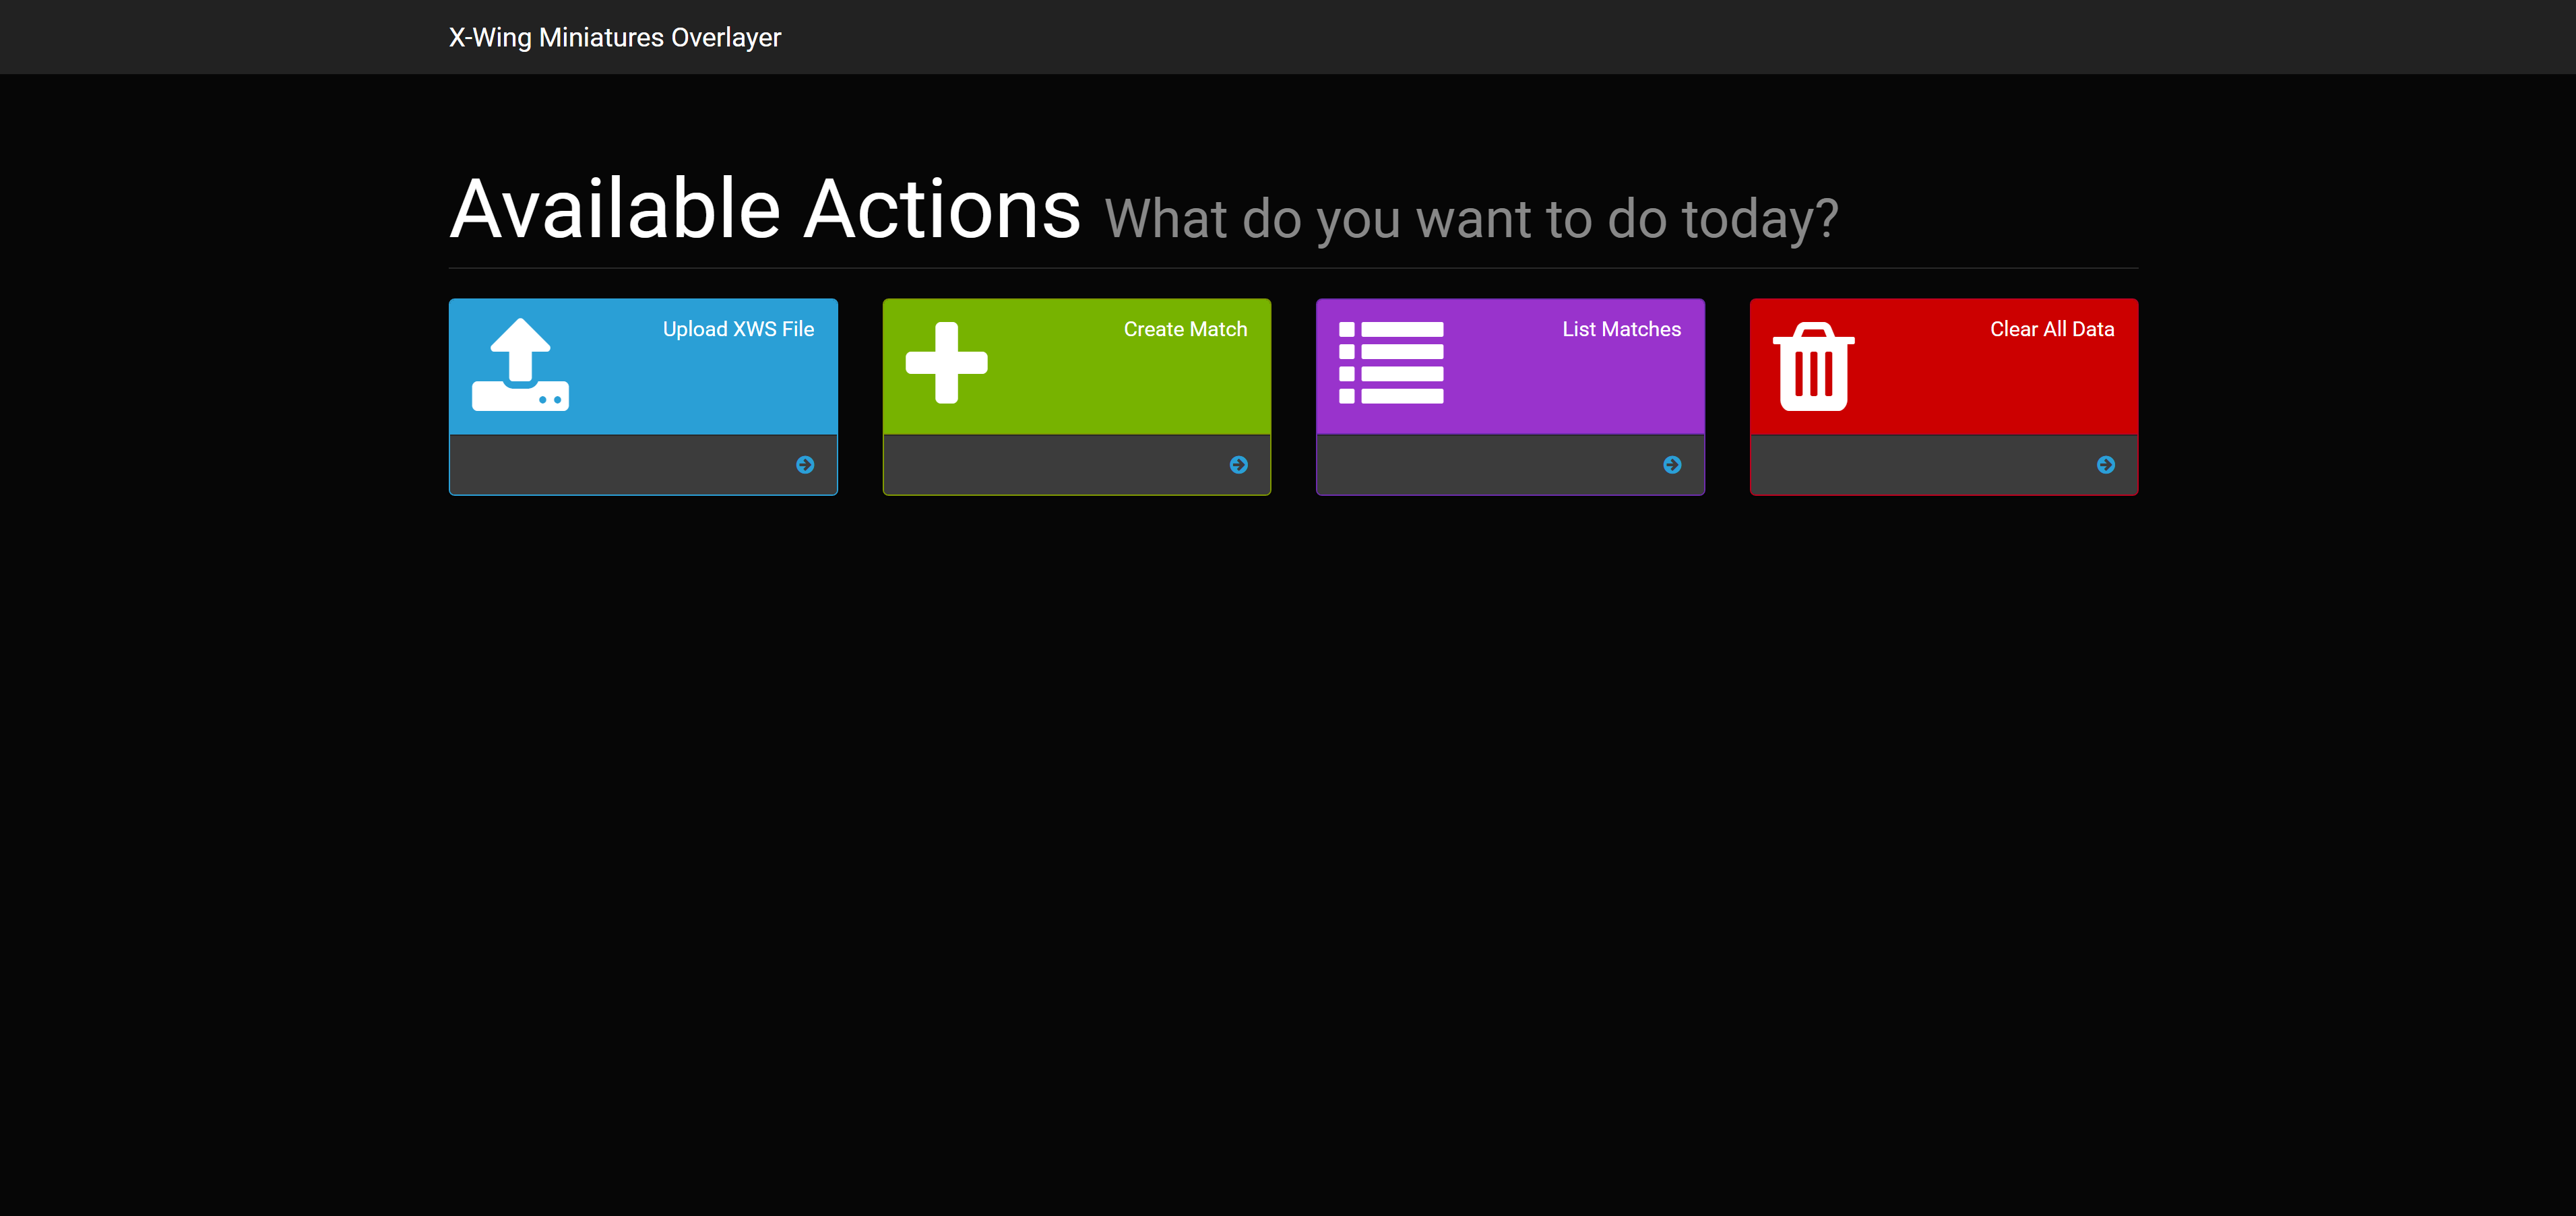 X-Wing Miniatures Overlayer
Available Actions What do you want to do today?
Upload XWS File
Create Match
List Matches
Clear All Data